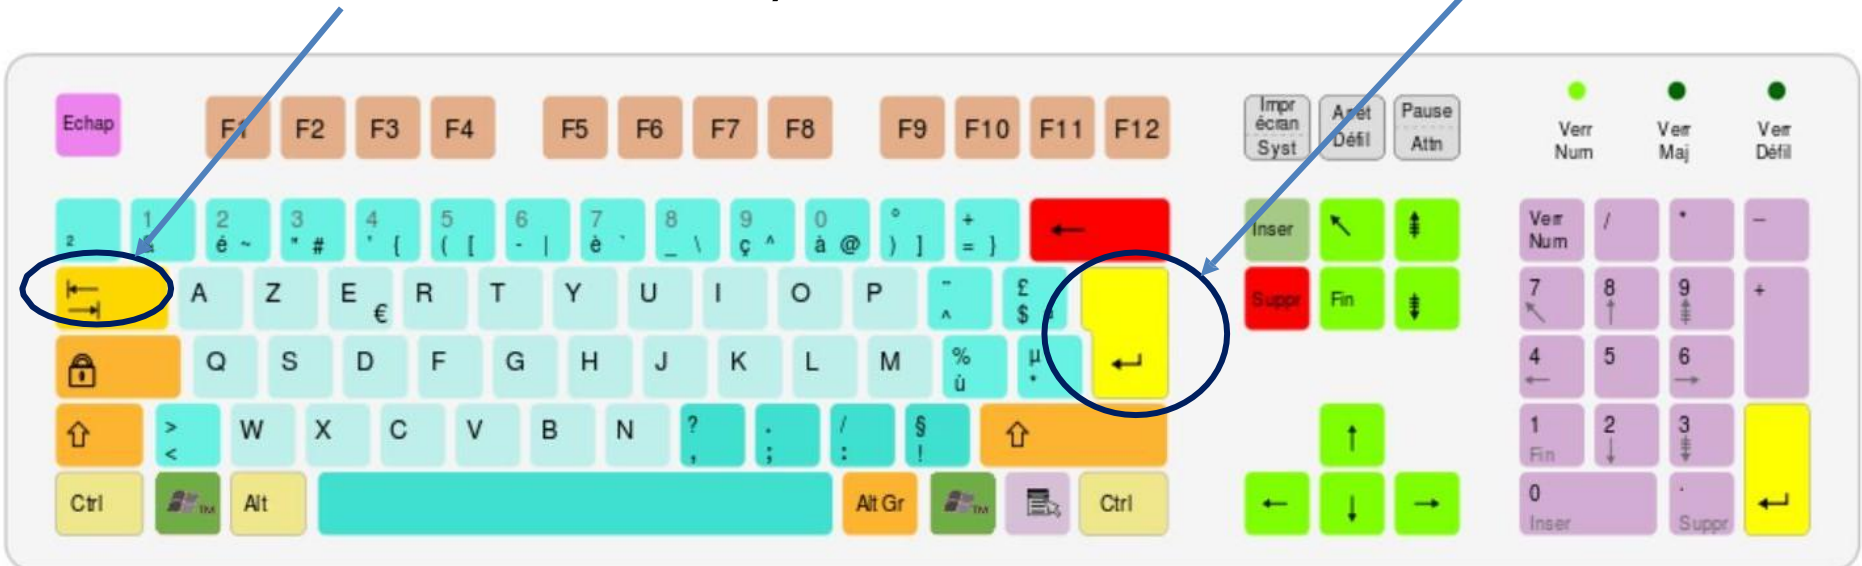 Echap F1 F2 F3 F4 F5 F6 F7 F8 F9 F10 F11 F12 Impr écran Syst Arrêt Défil Pause Attn Verr Num Verr Maj Verr Défil
² 1 & 2 é ~ 3 " # 4 ' { 5 ( [ 6 - | 7 è ` 8 _ \ 9 ç ^ 0 à @ ° ) ] + = } Inser Verr Num / * -
A Z E € R T Y U I O P ¨ ^ £ $ Suppr Fin 7 8 9 +
Q S D F G H J K L M % ù µ * 4 5 6
> < W X C V B N ? , . ; / : § ! 1 Fin 2 3
Ctrl TM Alt Alt Gr TM Ctrl 0 Inser . Suppr